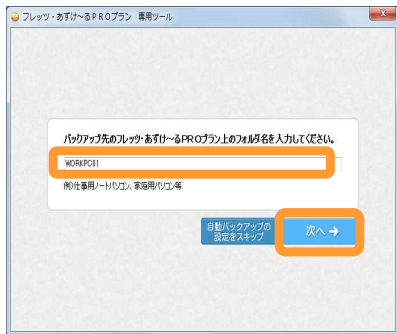 フレッツ・あずけ～るPROプラン 専用ツール
バックアップ先のフレッツ・あずけ～るPROプラン上のフォルダ名を入力してください。
WORKPC01
例)仕事用ノートパソコン、家庭用パソコン等
自動バックアップの
設定をスキップ
次へ ➔